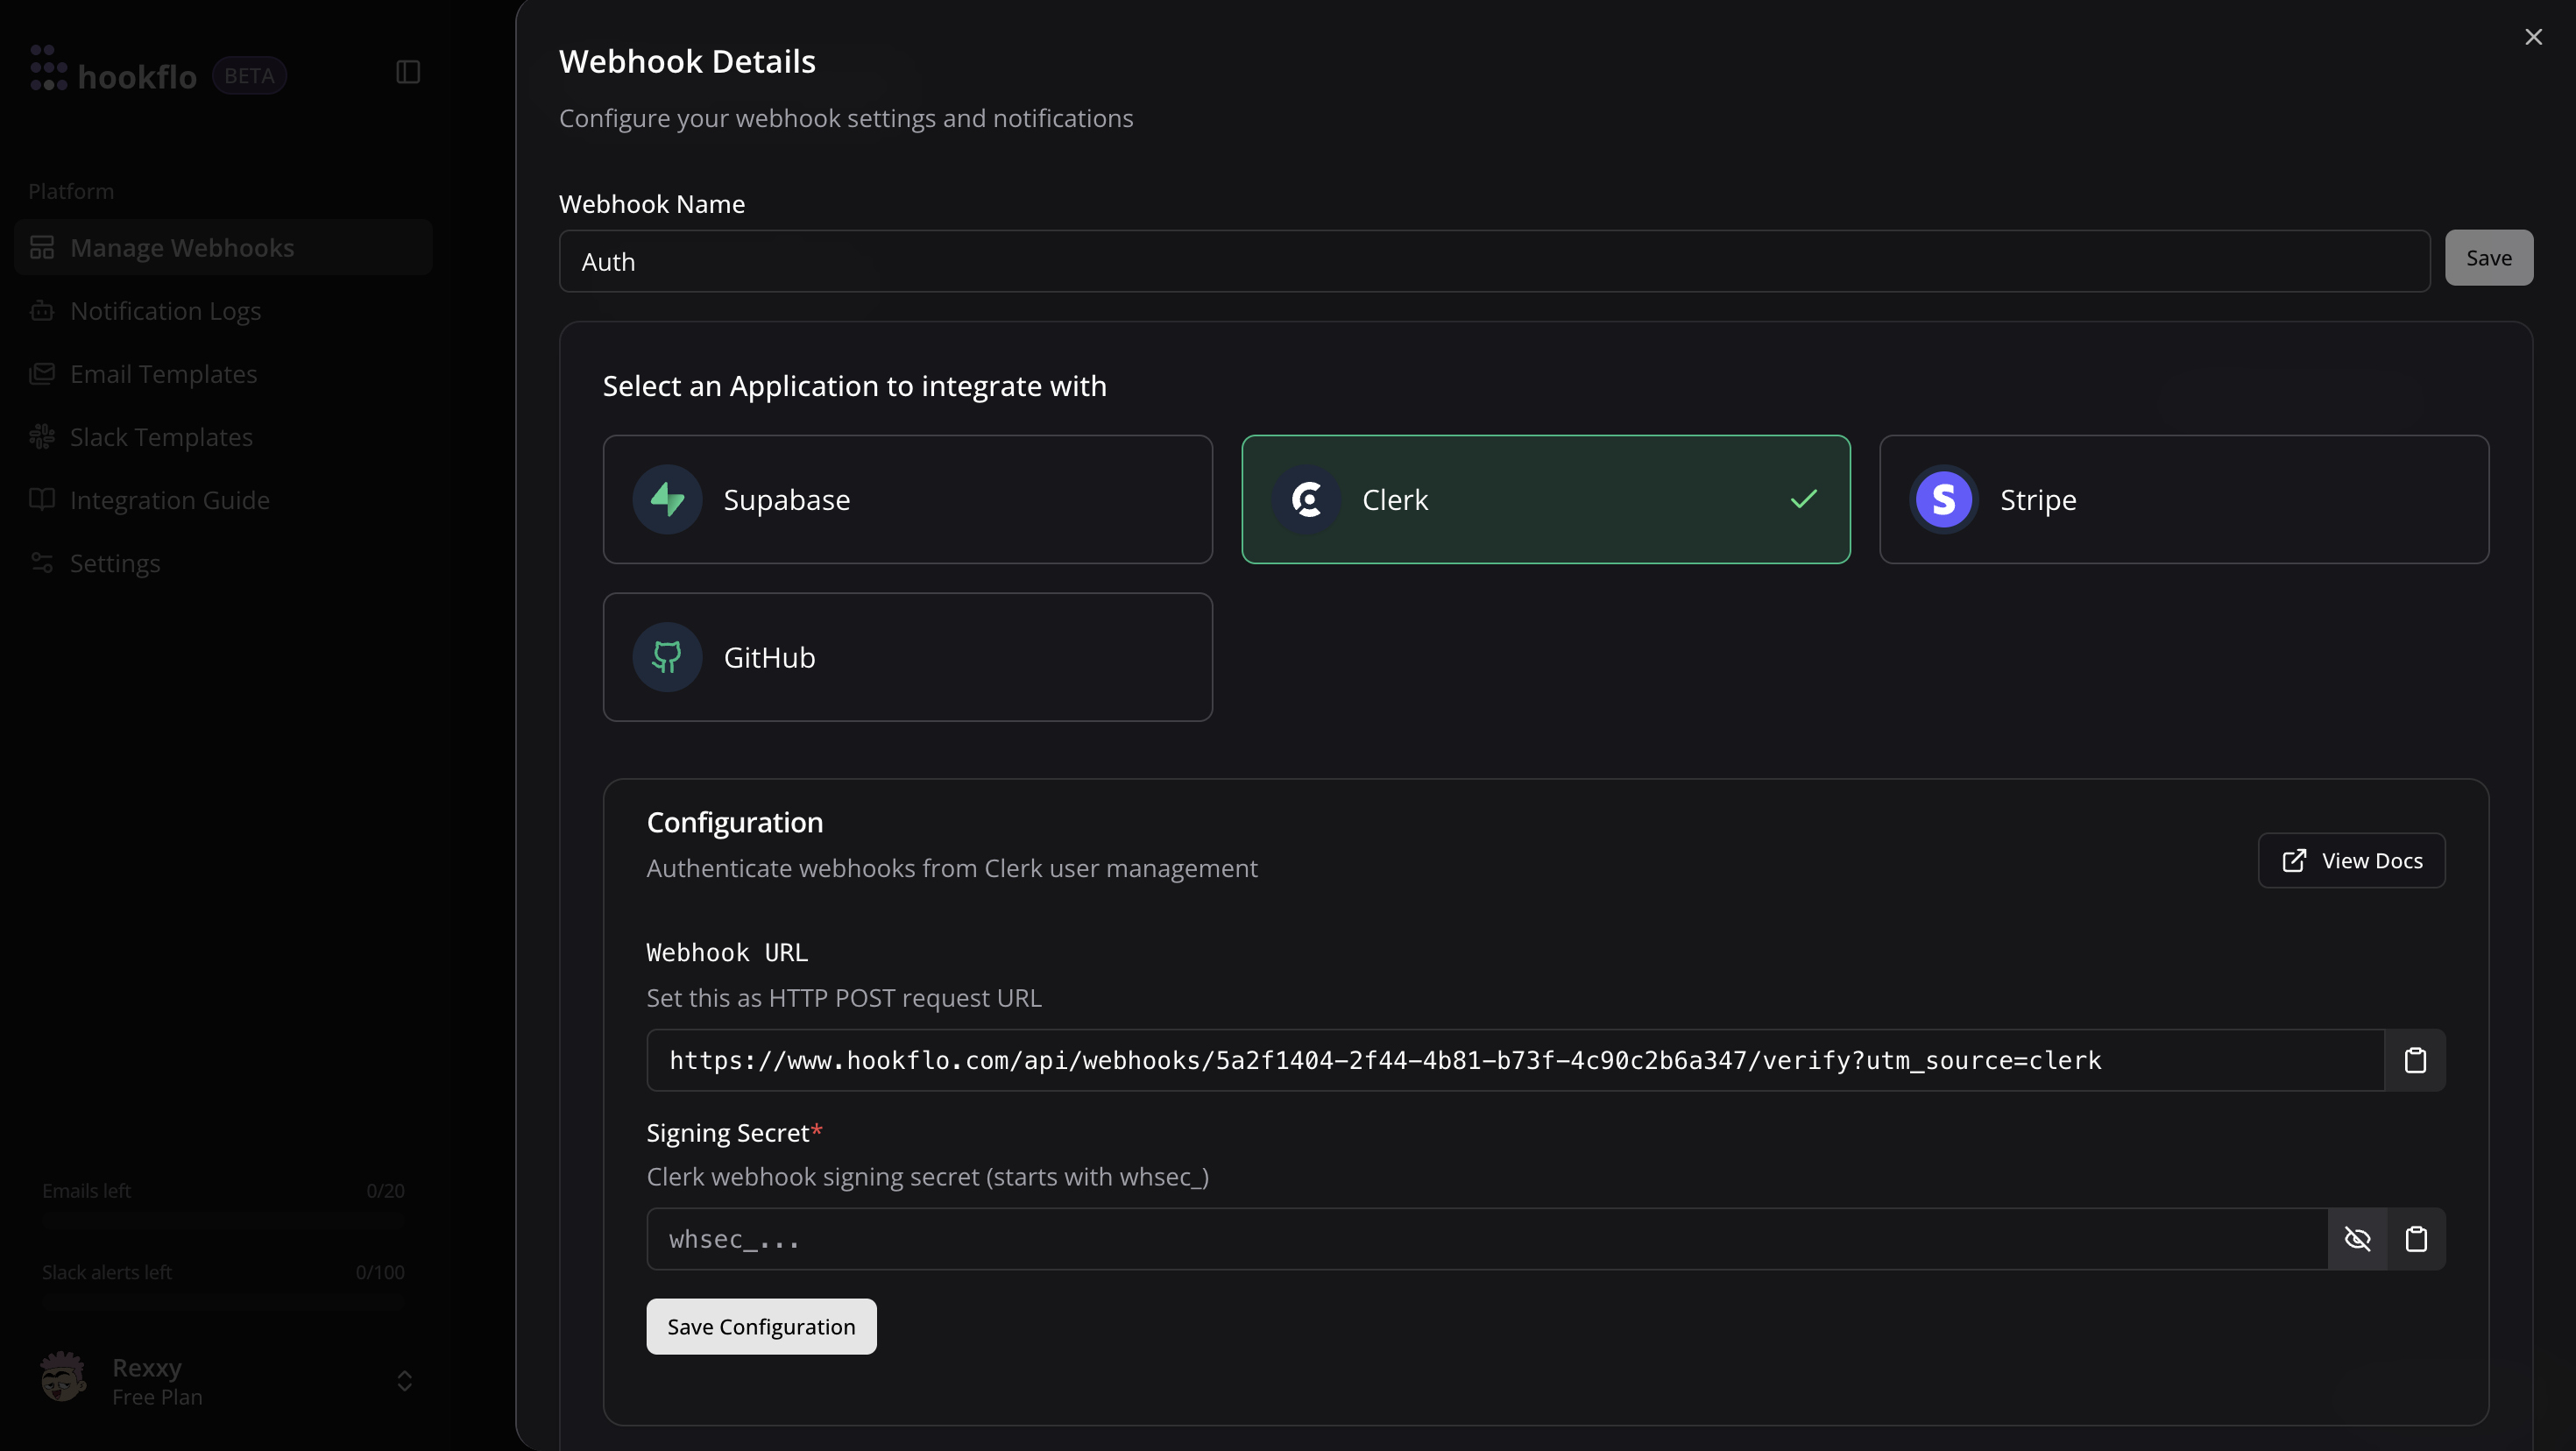 hookflo BETA
Platform
Manage Webhooks
Notification Logs
Email Templates
Slack Templates
Integration Guide
Settings
Emails left 0/20
Slack alerts left 0/100
Rexxy
Free Plan
Webhook Details
Configure your webhook settings and notifications
Webhook Name
Auth Save
Select an Application to integrate with
Supabase Clerk Stripe
GitHub
Configuration
Authenticate webhooks from Clerk user management
View Docs
Webhook URL
Set this as HTTP POST request URL
https://www.hookflo.com/api/webhooks/5a2f1404-2f44-4b81-b73f-4c90c2b6a347/verify?utm_source=clerk
Signing Secret*
Clerk webhook signing secret (starts with whsec_)
whsec_...
Save Configuration